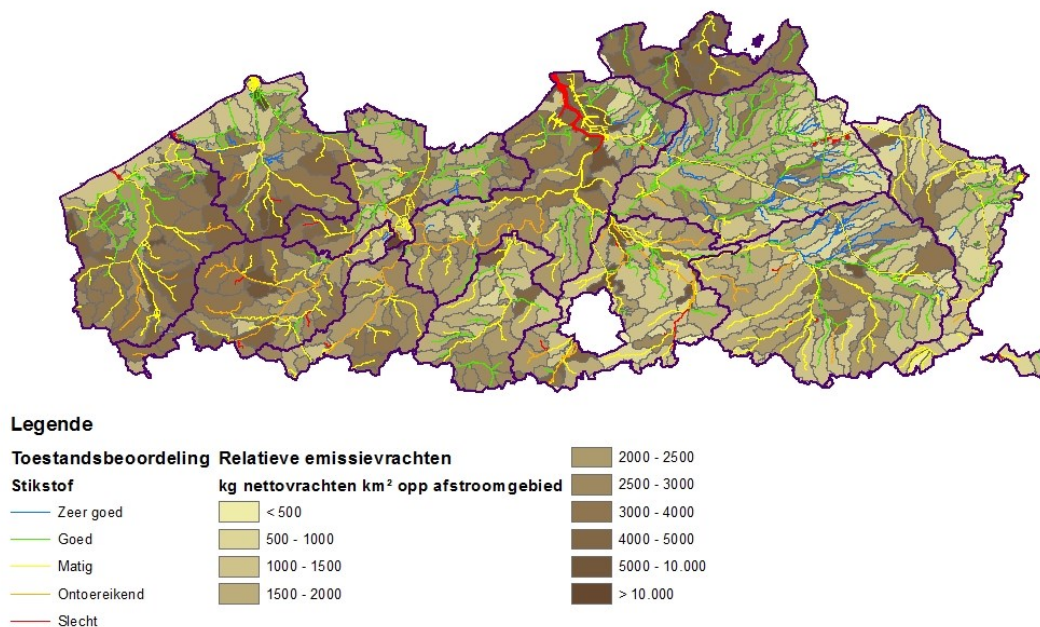 Legende
Toestandsbeoordeling Relatieve emissievrachten
Stikstof kg nettovrachten km² opp afstroomgebied
Zeer goed
Goed
Matig
Ontoereikend
Slecht
< 500
500 - 1000
1000 - 1500
1500 - 2000
2000 - 2500
2500 - 3000
3000 - 4000
4000 - 5000
5000 - 10.000
> 10.000